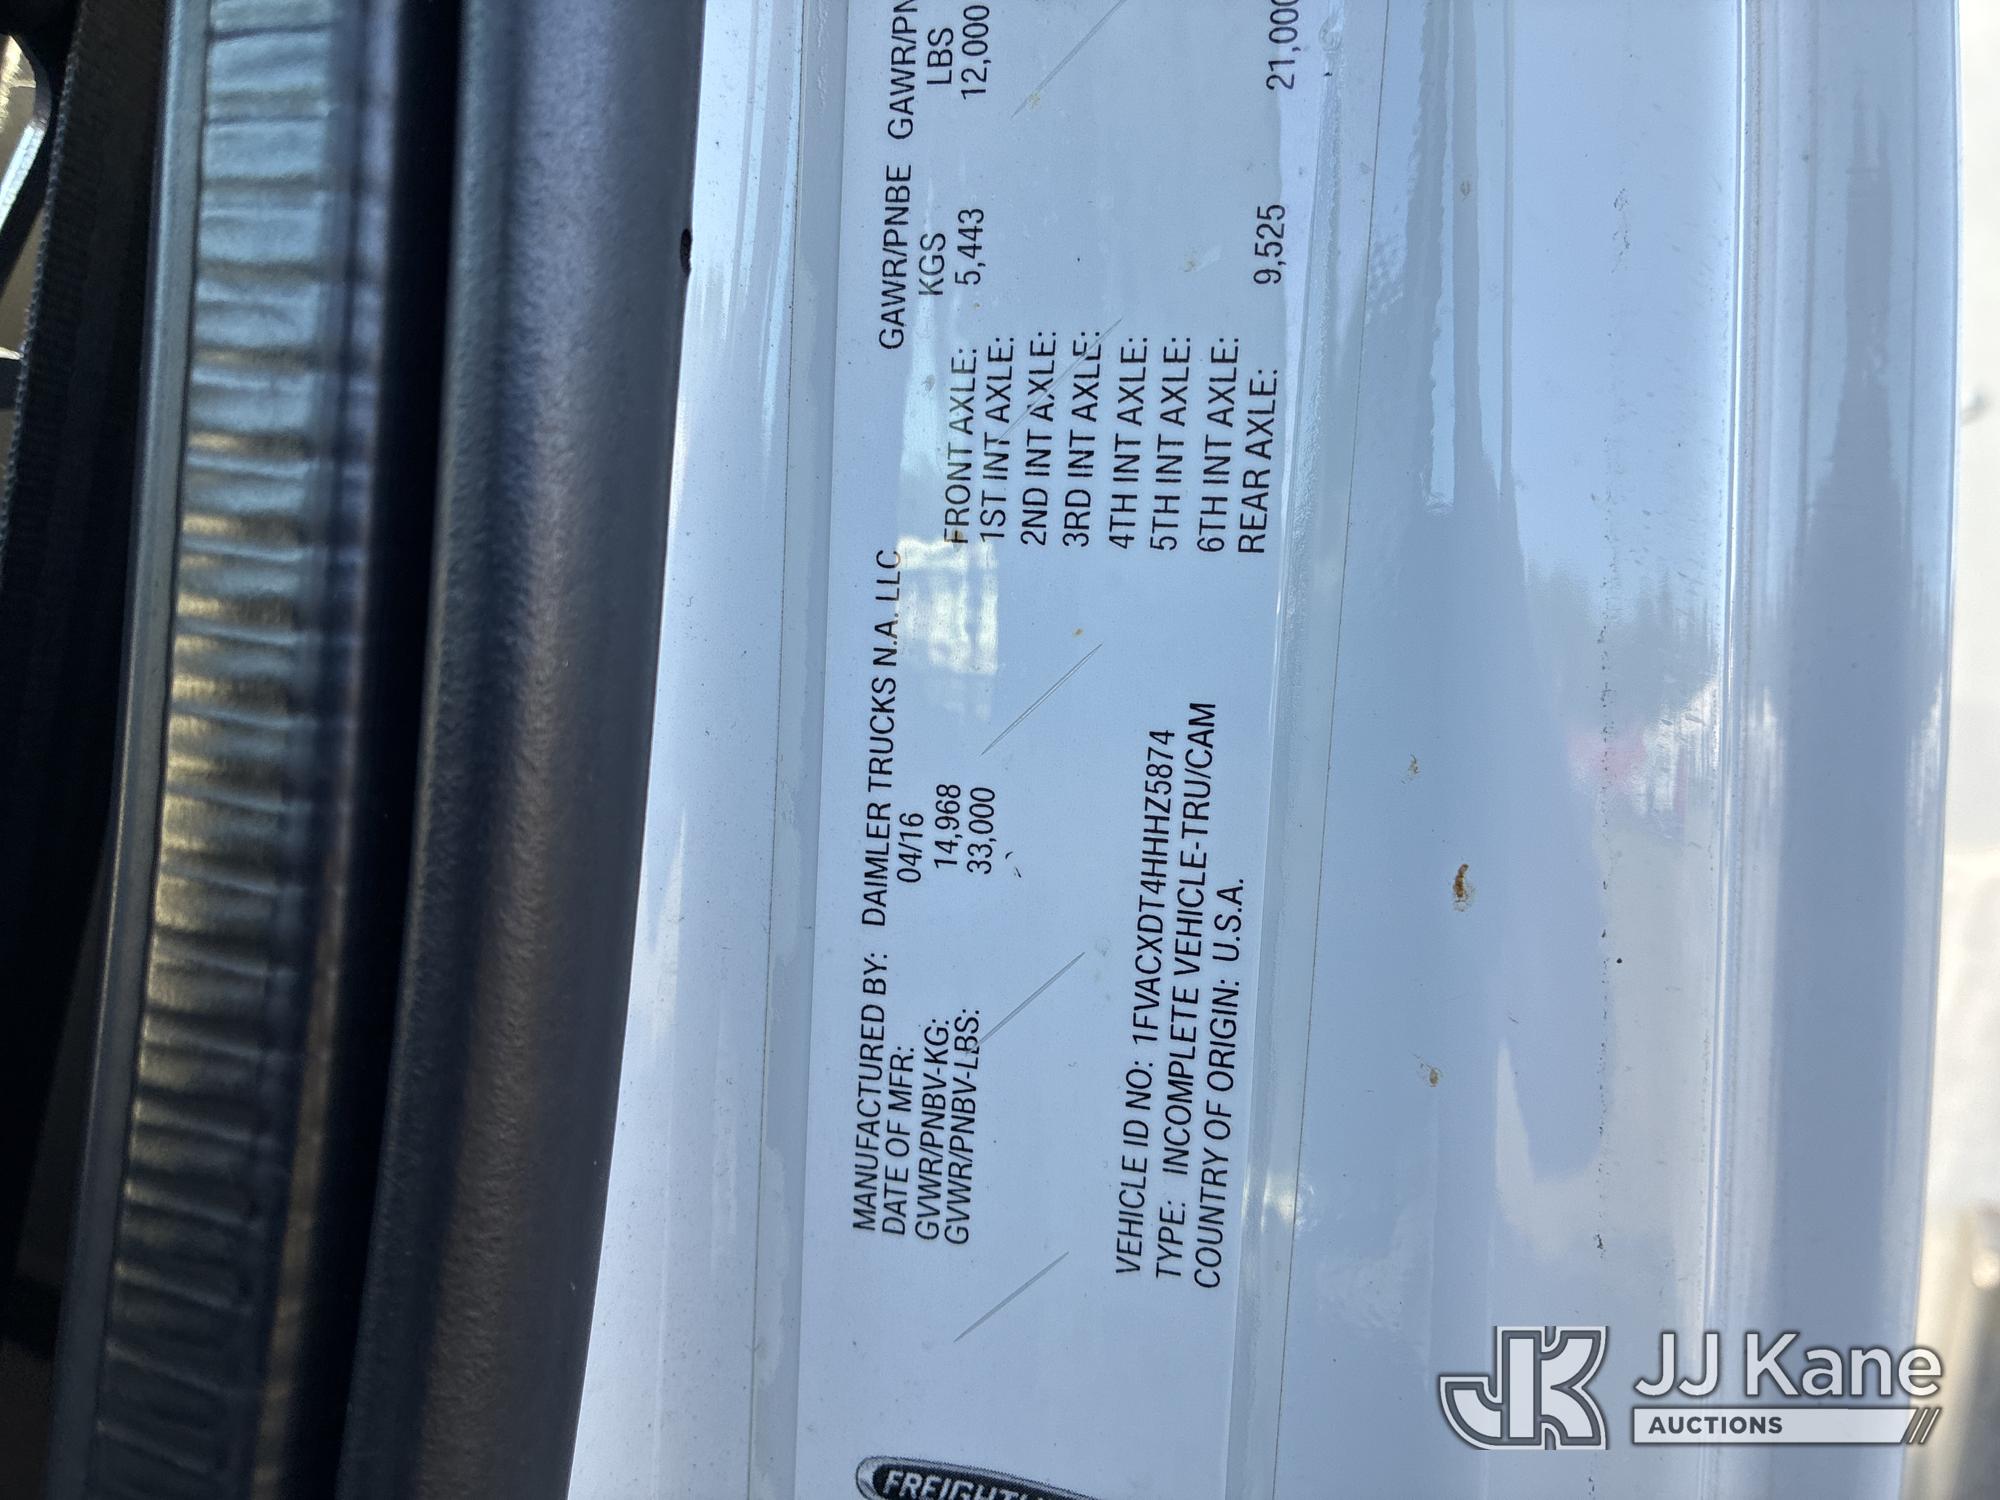 MANUFACTURED BY: DAIMLER TRUCKS N.A. LLC
DATE OF MFR: 04/16
GVWR/PNBV-KG: 14,968
GVWR/PNBV-LBS: 33,000
GAWR/PNBE GAWR/PN
KGS LBS
FRONT AXLE: 5,443 12,000
1ST INT AXLE:
2ND INT AXLE:
3RD INT AXLE:
4TH INT AXLE:
5TH INT AXLE:
6TH INT AXLE:
REAR AXLE: 9,525 21,000
VEHICLE ID NO: 1FVACXDT4HHHZ5874
TYPE: INCOMPLETE VEHICLE-TRU/CAM
COUNTRY OF ORIGIN: U.S.A.
JK JJ Kane
AUCTIONS